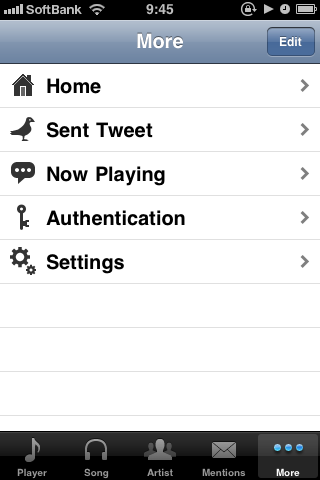 SoftBank 9:45
More Edit
Home
Sent Tweet
Now Playing
Authentication
Settings
Player Song Artist Mentions More